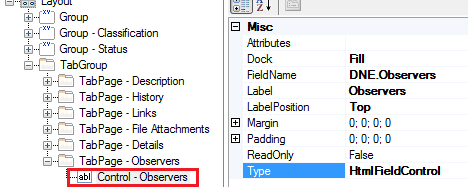 Layout
Group
Group - Classification
Group - Status
TabGroup
TabPage - Description
TabPage - History
TabPage - Links
TabPage - File Attachments
TabPage - Details
TabPage - Observers
abl Control - Observers
Misc
Attributes
Dock Fill
FieldName DNE.Observers
Label Observers
LabelPosition Top
Margin 0; 0; 0; 0
Padding 0; 0; 0; 0
ReadOnly False
Type HtmlFieldControl